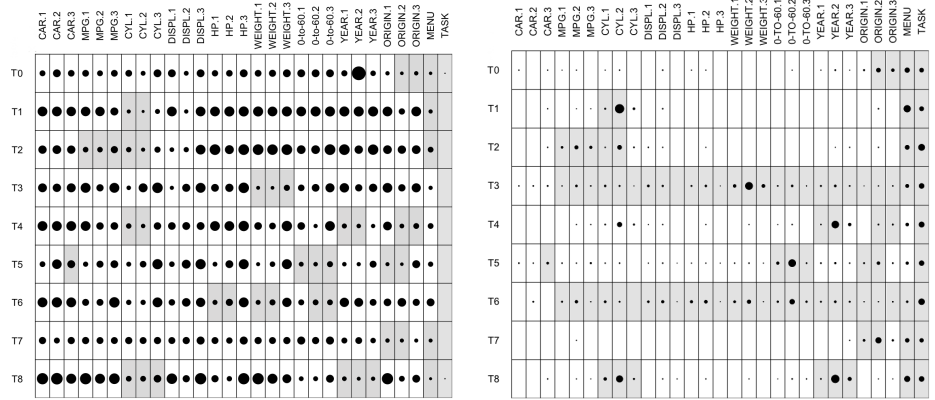 CAR.1 CAR.2 CAR.3 MPG.1 MPG.2 MPG.3 CYL.1 CYL.2 CYL.3 DISPL.1 DISPL.2 DISPL.3 HP.1 HP.2 HP.3 WEIGHT.1 WEIGHT.2 WEIGHT.3 0-to-60.1 0-to-60.2 0-to-60.3 YEAR.1 YEAR.2 YEAR.3 ORIGIN.1 ORIGIN.2 ORIGIN.3 MENU TASK
T0
T1
T2
T3
T4
T5
T6
T7
T8
CAR.1 CAR.2 CAR.3 MPG.1 MPG.2 MPG.3 CYL.1 CYL.2 CYL.3 DISPL.1 DISPL.2 DISPL.3 HP.1 HP.2 HP.3 WEIGHT.1 WEIGHT.2 WEIGHT.3 0-TO-60.1 0-TO-60.2 0-TO-60.3 YEAR.1 YEAR.2 YEAR.3 ORIGIN.1 ORIGIN.2 ORIGIN.3 MENU TASK
T0
T1
T2
T3
T4
T5
T6
T7
T8